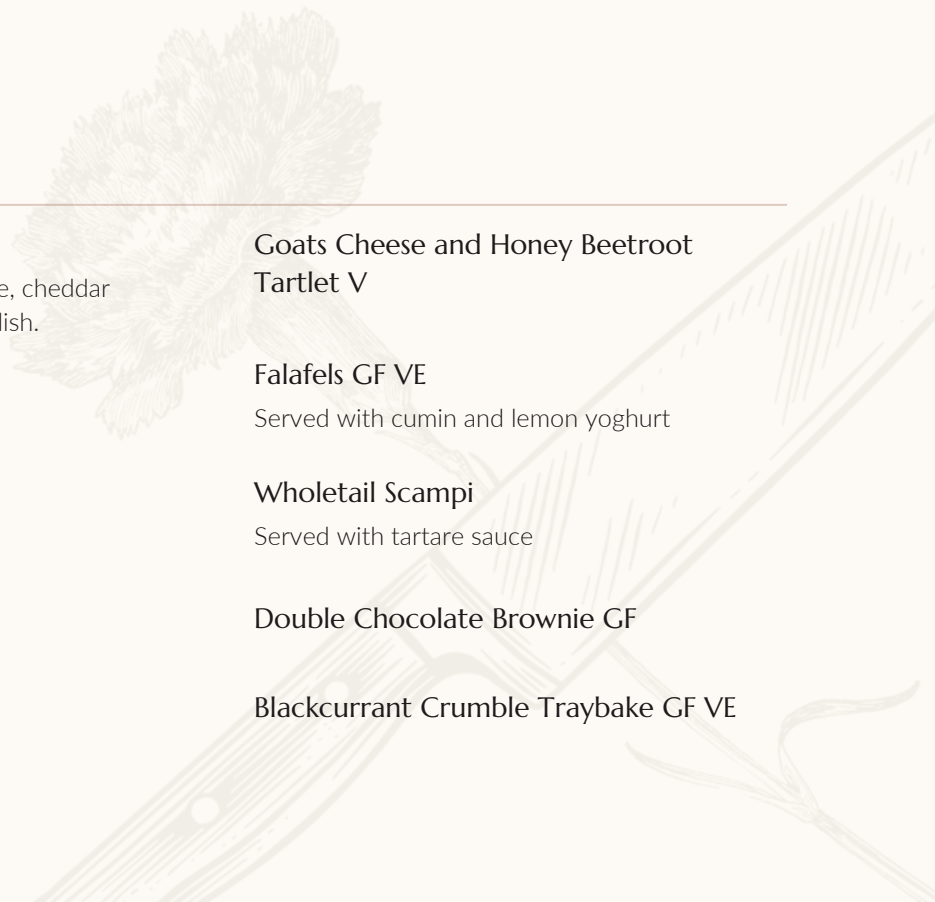 e, cheddar
lish.
Goats Cheese and Honey Beetroot
Tartlet V
Falafels GF VE
Served with cumin and lemon yoghurt
Wholetail Scampi
Served with tartare sauce
Double Chocolate Brownie GF
Blackcurrant Crumble Traybake GF VE